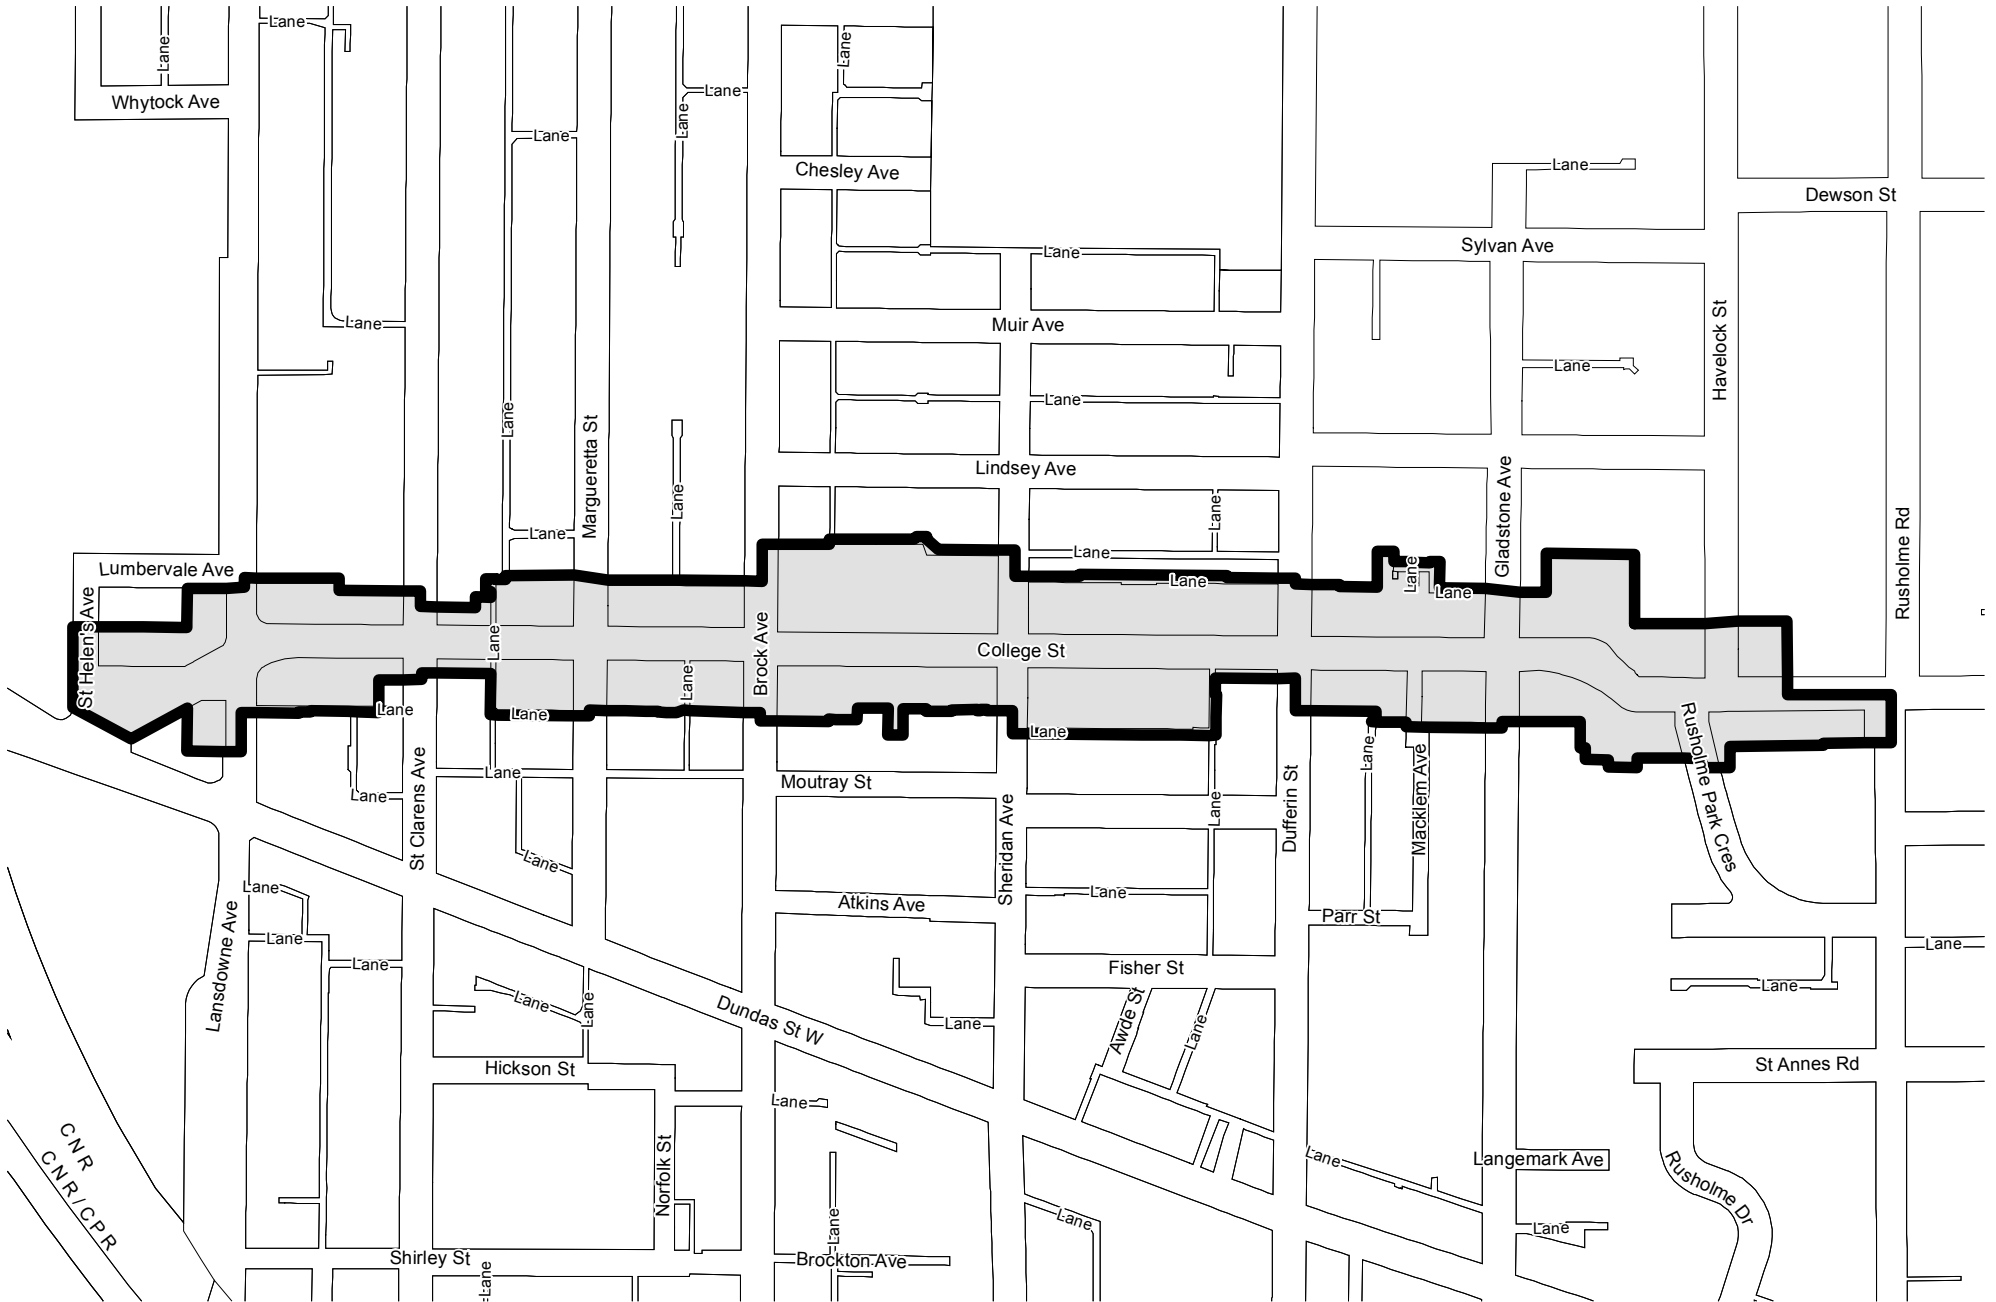 Lane
Lane
Lane
Lane
Whytock Ave
Lane
Lane
Lane
Chesley Ave
Lane
Dewson St
Sylvan Ave
Lane
Lane
Muir Ave
Havelock St
Lane
Lane
Lane
Margueretta St
Lindsey Ave
Gladstone Ave
Lane
Lane
Rusholme Rd
Lane
Lane
Lumbervale Ave
Lane
Lane
Lane
St Helen's Ave
Lane
Brock Ave
College St
Lane
Lane
Lane
Lane
Rusholme Park Cres
Lane
Lane
Moutray St
Lane
St Clarens Ave
Sheridan Ave
Lane
Dufferin St
Macklem Ave
Lane
Lane
Lane
Atkins Ave
Parr St
Lansdowne Ave
Lane
Lane
Fisher St
Lane
Lane
Lane
Lane
Dundas St W
Lane
Awde St
Lane
Hickson St
St Annes Rd
Lane
CNR
CNR/CPR
Norfolk St
Lane
Langemark Ave
Rusholme Dr
Lane
Lane
Lane
Shirley St
Brockton Ave
Lane